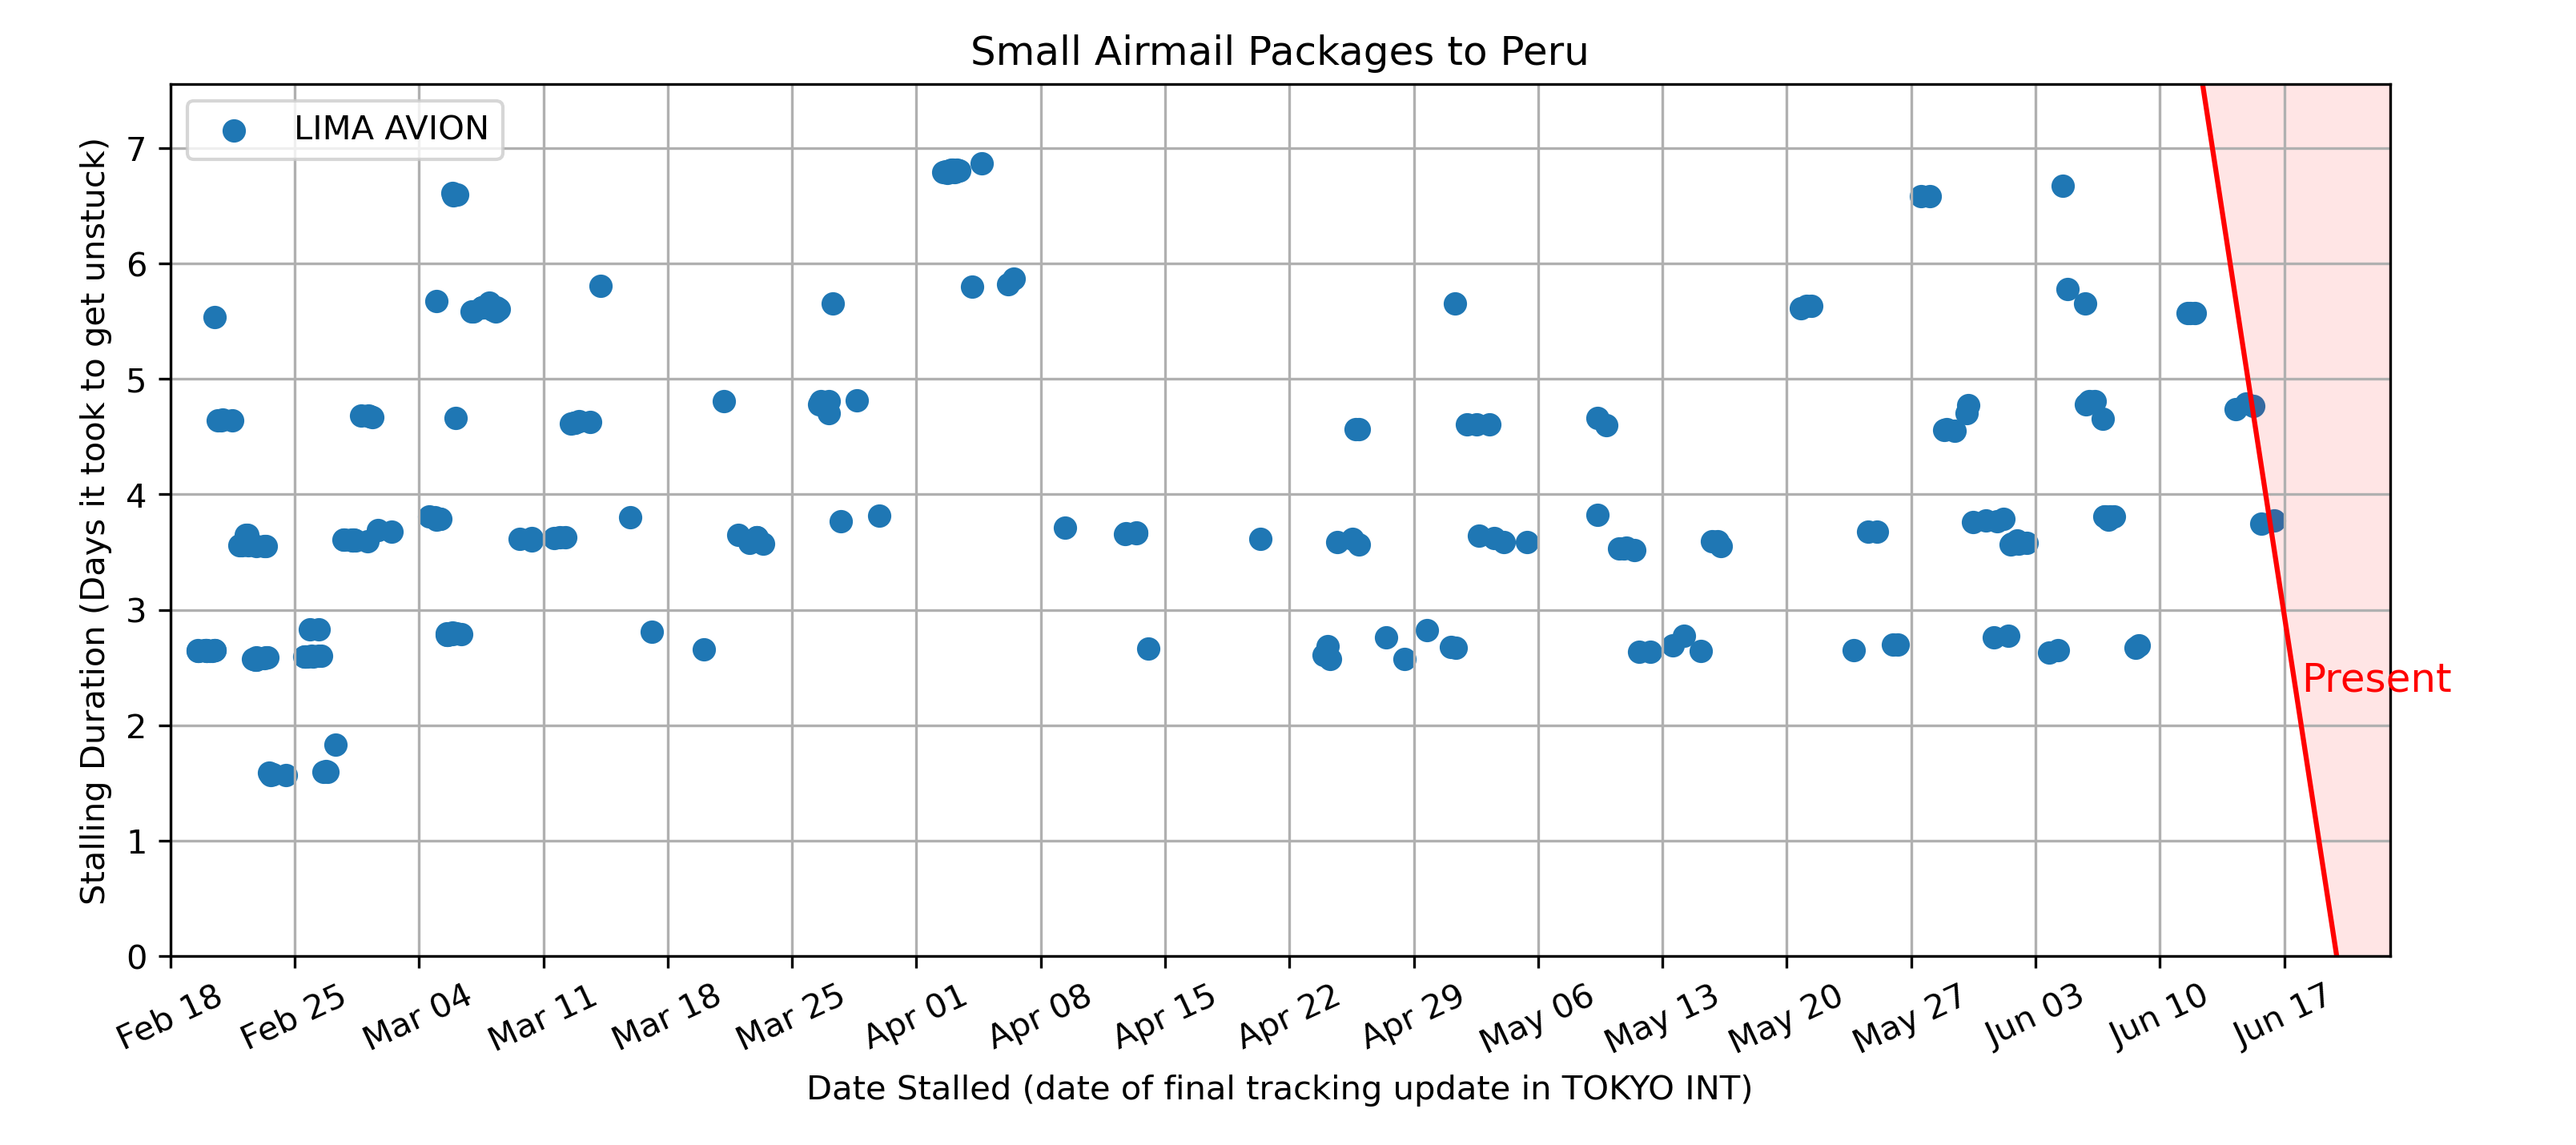 Small Airmail Packages to Peru
LIMA AVION
Stalling Duration (Days it took to get unstuck)
7
6
5
4
3
2
1
0
Present
Feb 18
Feb 25
Mar 04
Mar 11
Mar 18
Mar 25
Apr 01
Apr 08
Apr 15
Apr 22
Apr 29
May 06
May 13
May 20
May 27
Jun 03
Jun 10
Jun 17
Date Stalled (date of final tracking update in TOKYO INT)